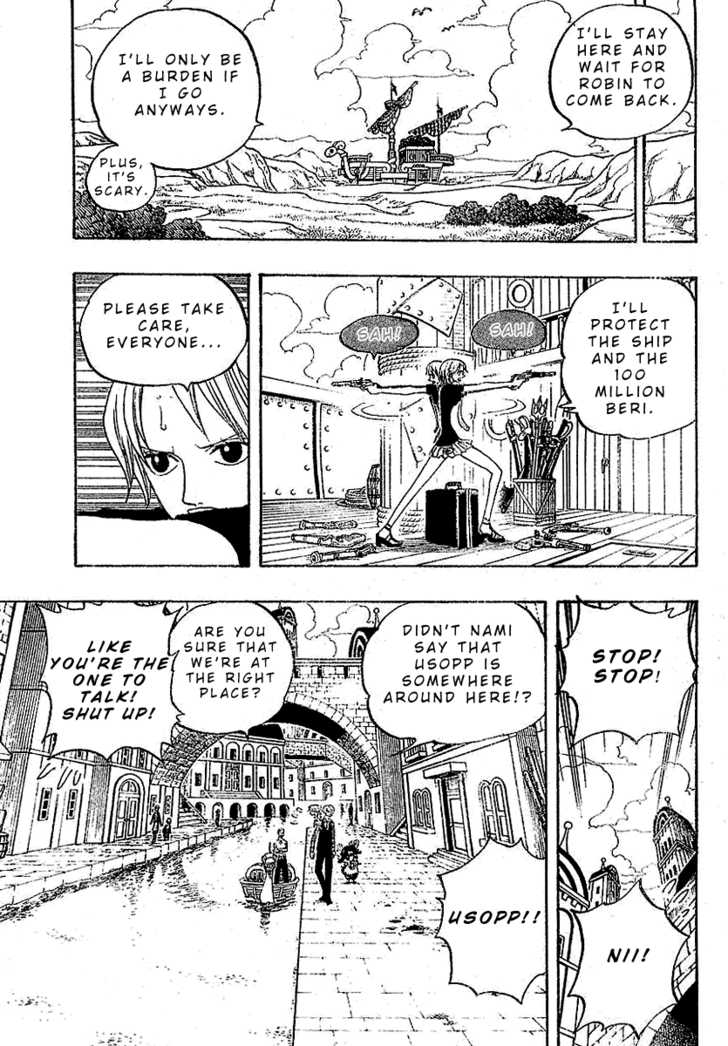 I'LL STAY
HERE AND
WAIT FOR
ROBIN TO
COME BACK.
I'LL ONLY BE
A BURDEN IF
I GO
ANYWAYS.
PLUS,
IT'S
SCARY.
I'LL
PROTECT
THE SHIP
AND THE
100
MILLION
BERI.
SAH!
SAH!
PLEASE TAKE
CARE,
EVERYONE...
STOP!
STOP!
NII!
DIDN'T NAMI
SAY THAT
USOPP IS
SOMEWHERE
AROUND HERE!?
USOPP!!
ARE YOU
SURE THAT
WE'RE AT
THE RIGHT
PLACE?
LIKE
YOU'RE THE
ONE TO
TALK!
SHUT UP!